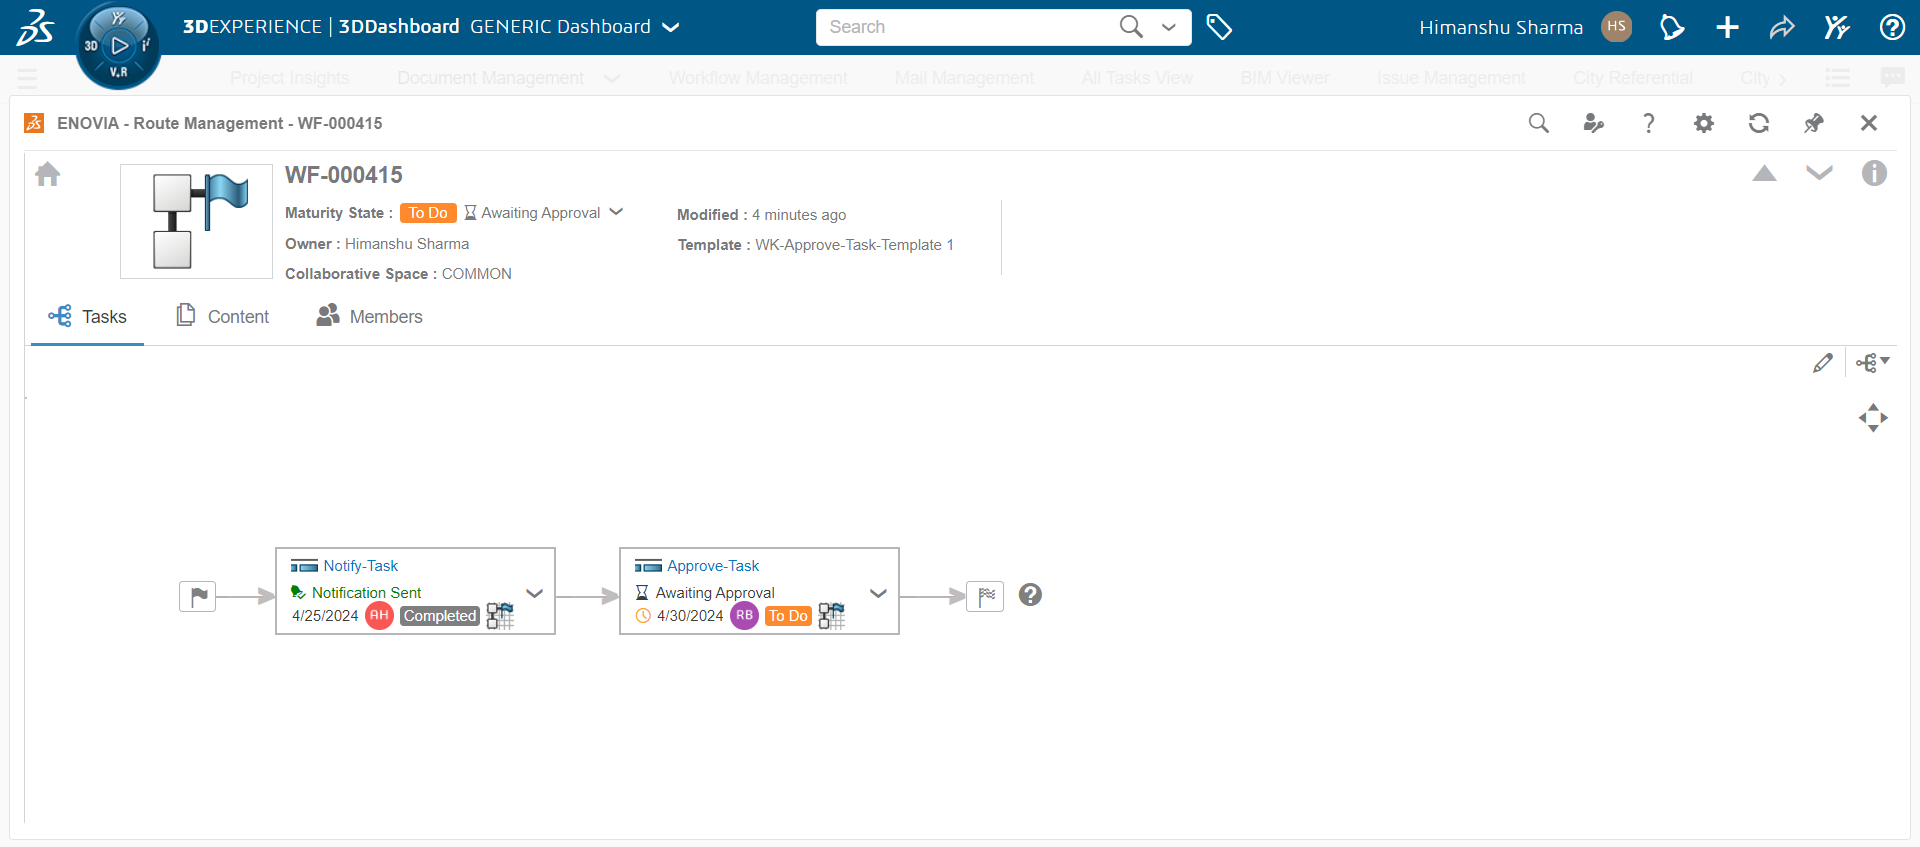 3DEXPERIENCE | 3DDashboard GENERIC Dashboard
Search
Himanshu Sharma HS
3D
V.R
Project Insights Document Management Workflow Management Mail Management All Tasks View BIM Viewer Issue Management City Referential City
ENOVIA - Route Management - WF-000415
WF-000415
Maturity State : To Do Awaiting Approval
Owner : Himanshu Sharma
Collaborative Space : COMMON
Modified : 4 minutes ago
Template : WK-Approve-Task-Template 1
Tasks Content Members
Notify-Task
Notification Sent
4/25/2024 AH Completed
Approve-Task
Awaiting Approval
4/30/2024 RB To Do